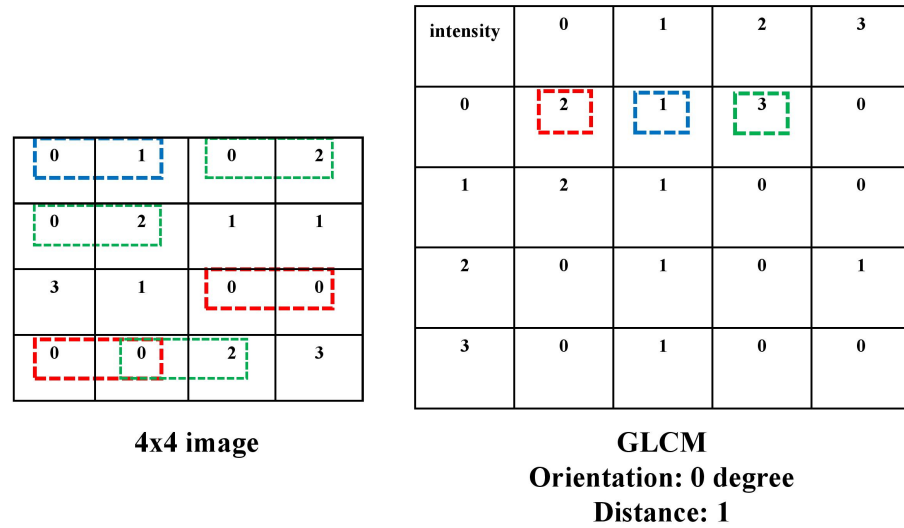 intensity 0 1 2 3
0 2 1 3 0
1 2 1 0 0
2 0 1 0 1
3 0 1 0 0
0 1 0 2
0 2 1 1
3 1 0 0
0 0 2 3
4x4 image
GLCM
Orientation: 0 degree
Distance: 1